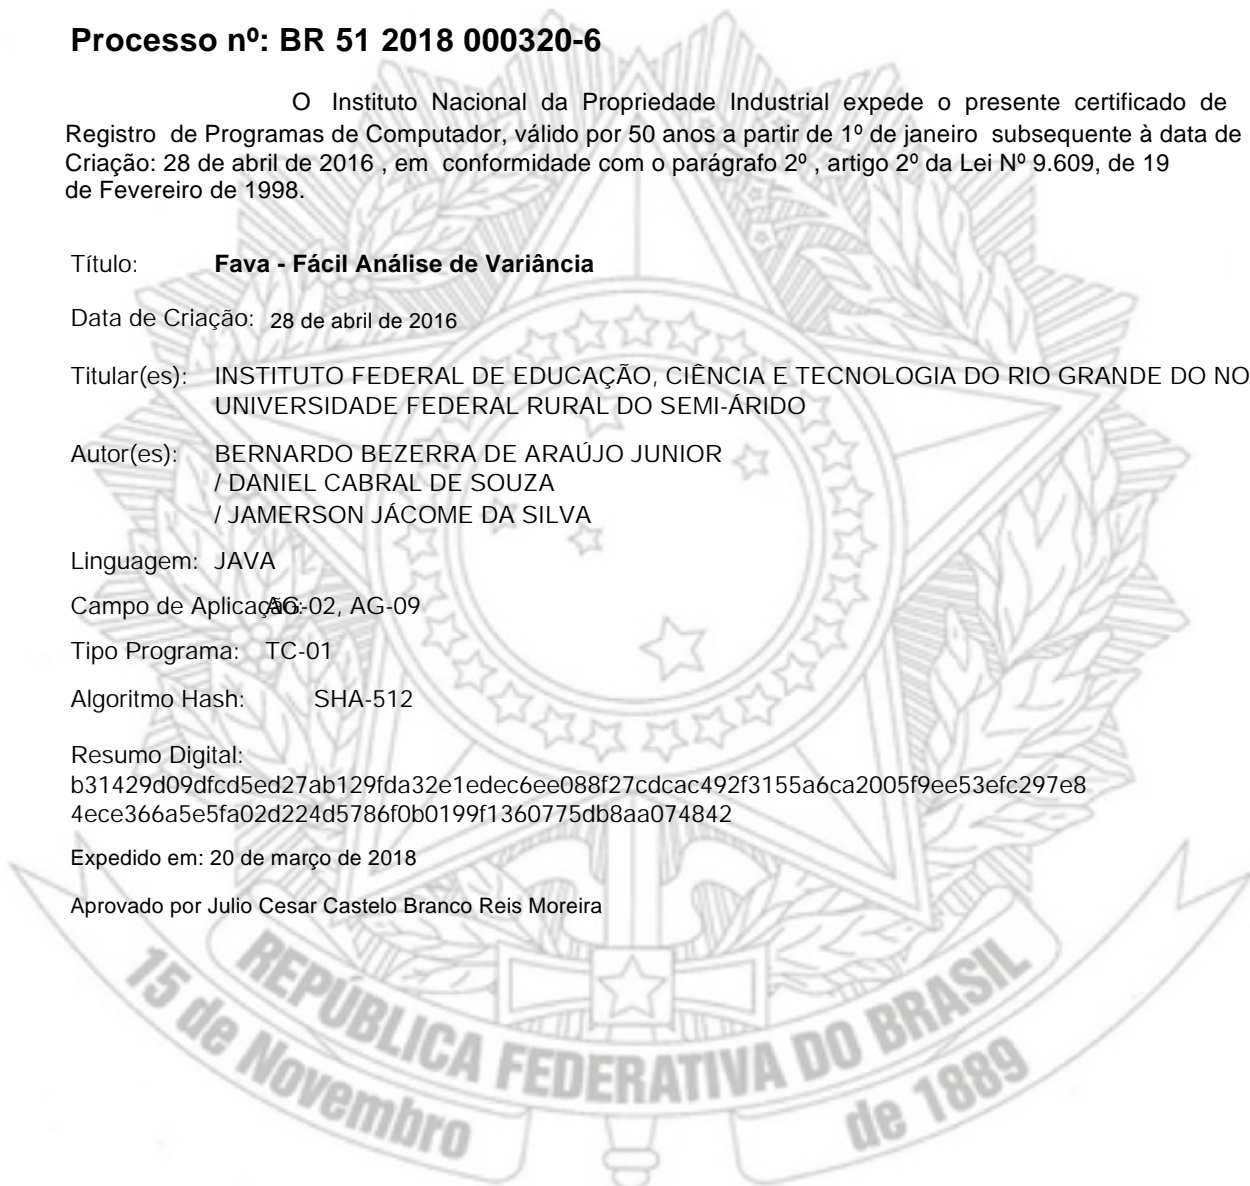 Processo nº: BR 51 2018 000320-6
O Instituto Nacional da Propriedade Industrial expede o presente certificado de
Registro de Programas de Computador, válido por 50 anos a partir de 1º de janeiro subsequente à data de
Criação: 28 de abril de 2016 , em conformidade com o parágrafo 2º , artigo 2º da Lei Nº 9.609, de 19
de Fevereiro de 1998.
Título: Fava - Fácil Análise de Variância
Data de Criação: 28 de abril de 2016
Titular(es): INSTITUTO FEDERAL DE EDUCAÇÃO, CIÊNCIA E TECNOLOGIA DO RIO GRANDE DO NO
UNIVERSIDADE FEDERAL RURAL DO SEMI-ÁRIDO
Autor(es): BERNARDO BEZERRA DE ARAÚJO JUNIOR
/ DANIEL CABRAL DE SOUZA
/ JAMERSON JÁCOME DA SILVA
Linguagem: JAVA
Campo de Aplicação: AG-02, AG-09
Tipo Programa: TC-01
Algoritmo Hash: SHA-512
Resumo Digital:
b31429d09dfcd5ed27ab129fda32e1edec6ee088f27cdcac492f3155a6ca2005f9ee53efc297e8
4ece366a5e5fa02d224d5786f0b0199f1360775db8aa074842
Expedido em: 20 de março de 2018
Aprovado por Julio Cesar Castelo Branco Reis Moreira
REPÚBLICA FEDERATIVA DO BRASIL
15 de Novembro de 1889